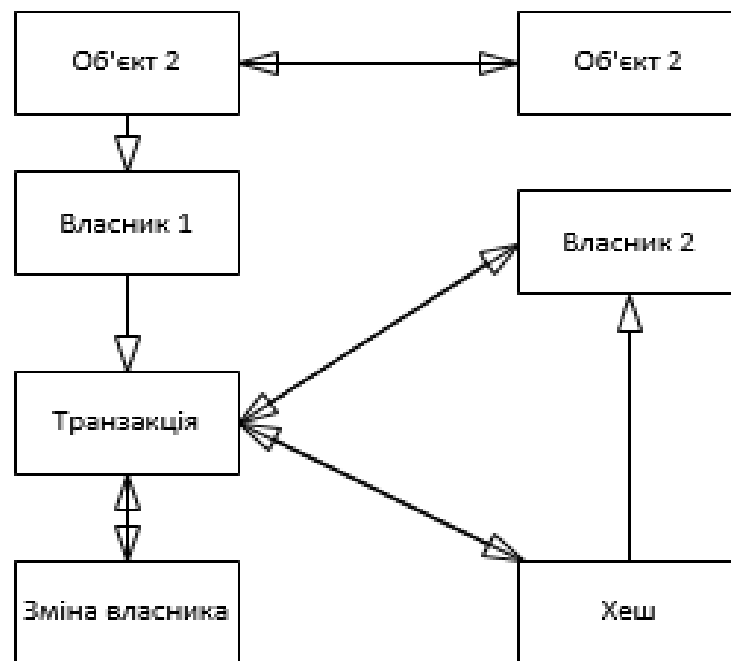 Об'єкт 2
Об'єкт 2
Власник 1
Власник 2
Транзакція
Зміна власника
Хеш